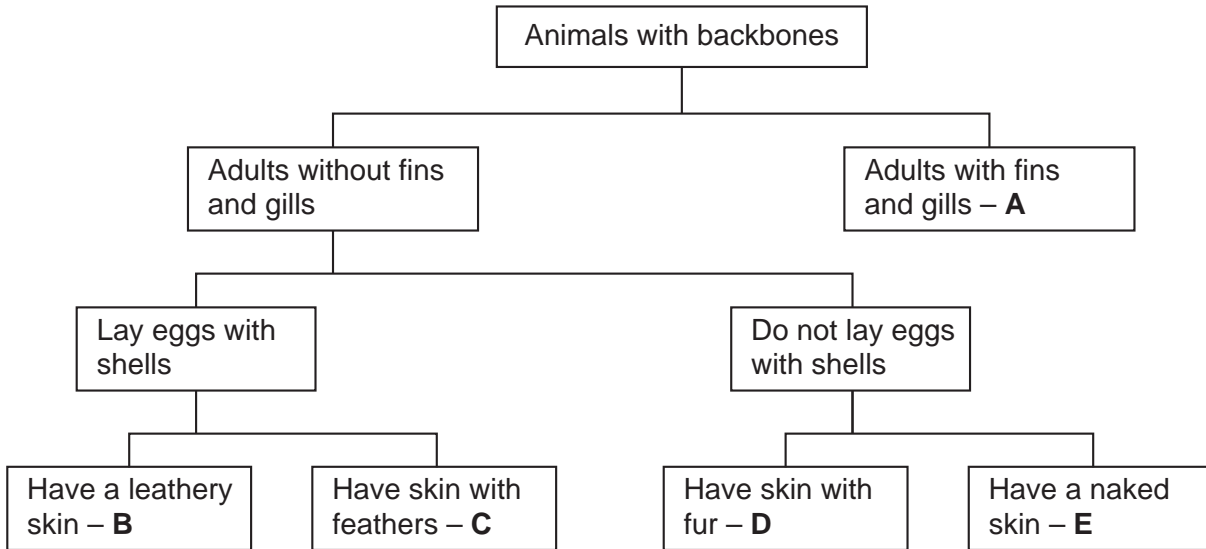 Animals with backbones
Adults without fins
and gills
Adults with fins
and gills – A
Lay eggs with
shells
Do not lay eggs
with shells
Have a leathery
skin – B
Have skin with
feathers – C
Have skin with
fur – D
Have a naked
skin – E